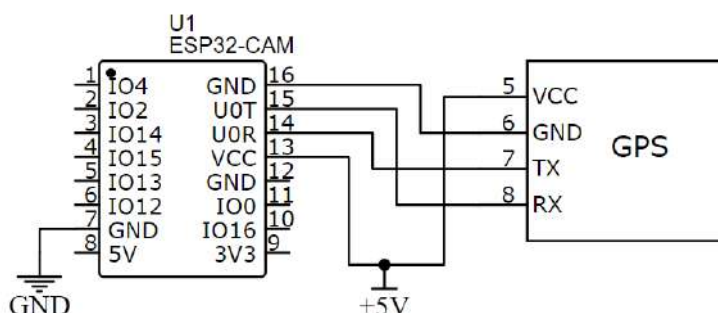 U1
ESP32-CAM
1 IO4 GND 16
2 IO2 U0T 15
3 IO14 U0R 14
4 IO15 VCC 13
5 IO13 GND 12
6 IO12 IO0 11
7 GND IO16 10
8 5V 3V3 9
GND
+5V
5 VCC
6 GND
7 TX
8 RX
GPS